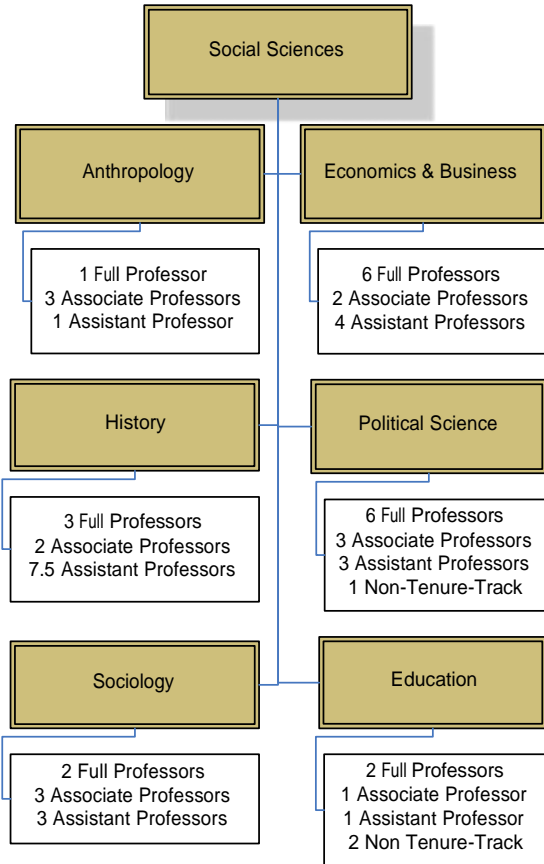 Social Sciences
Anthropology
1 Full Professor
3 Associate Professors
1 Assistant Professor
Economics & Business
6 Full Professors
2 Associate Professors
4 Assistant Professors
History
3 Full Professors
2 Associate Professors
7.5 Assistant Professors
Political Science
6 Full Professors
3 Associate Professors
3 Assistant Professors
1 Non-Tenure-Track
Sociology
2 Full Professors
3 Associate Professors
3 Assistant Professors
Education
2 Full Professors
1 Associate Professor
1 Assistant Professor
2 Non Tenure-Track